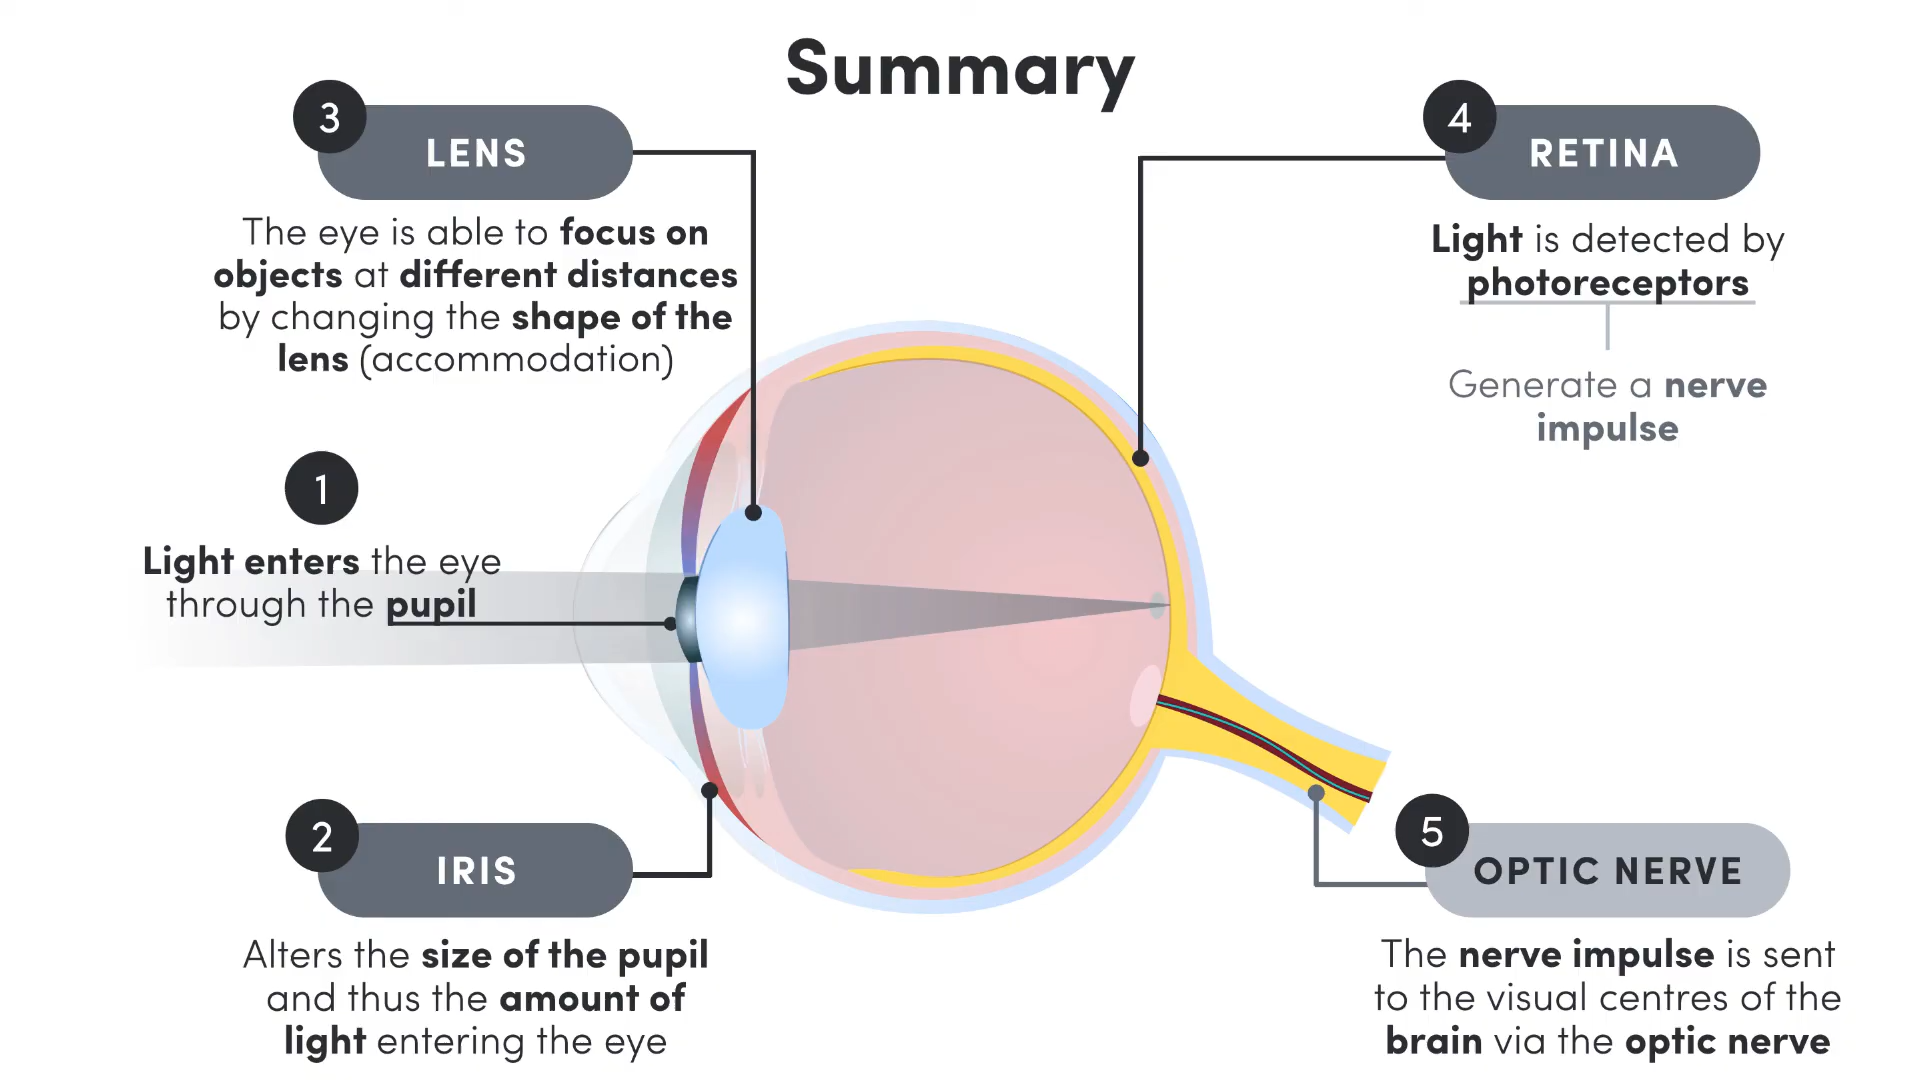 Summary
1
Light enters the eye
through the pupil
2
IRIS
Alters the size of the pupil
and thus the amount of
light entering the eye
3
LENS
The eye is able to focus on
objects at different distances
by changing the shape of the
lens (accommodation)
4
RETINA
Light is detected by
photoreceptors
Generate a nerve
impulse
5
OPTIC NERVE
The nerve impulse is sent
to the visual centres of the
brain via the optic nerve